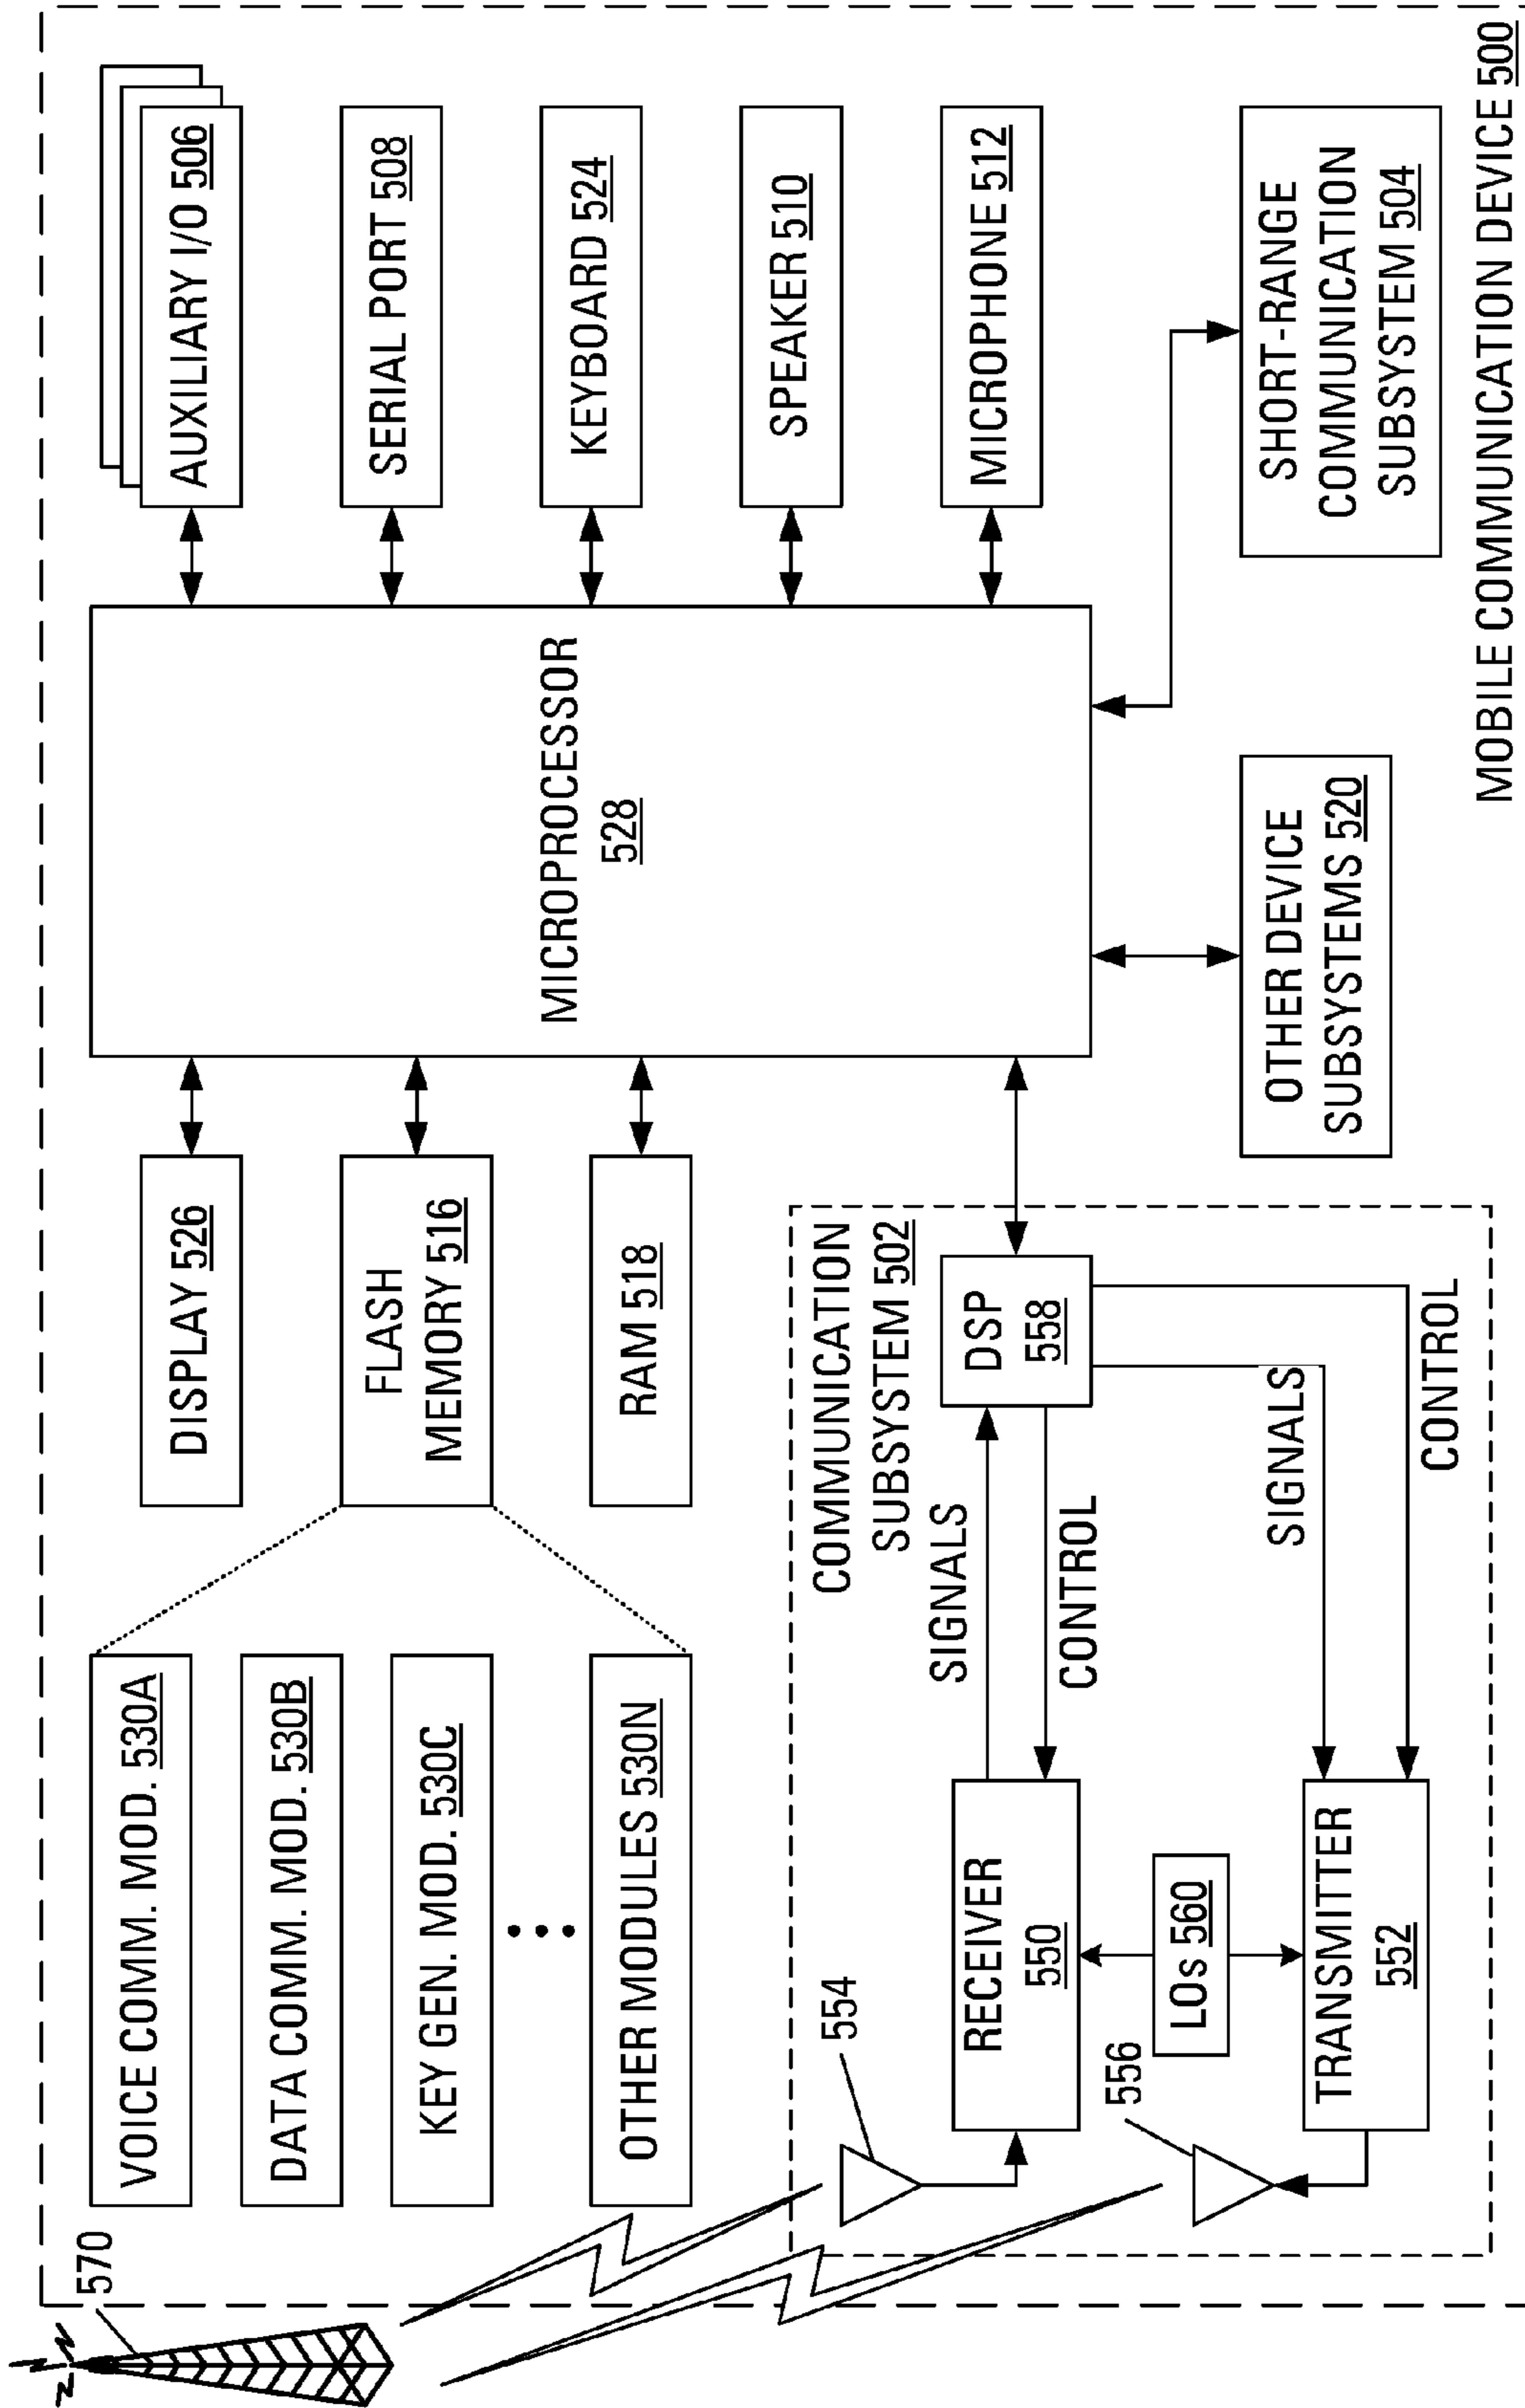 570
VOICE COMM. MOD. 530A
DATA COMM. MOD. 530B
KEY GEN. MOD. 530C
OTHER MODULES 530N
DISPLAY 526
FLASH
MEMORY 516
RAM 518
MICROPROCESSOR
528
AUXILIARY I/O 506
SERIAL PORT 508
KEYBOARD 524
SPEAKER 510
MICROPHONE 512
COMMUNICATION
SUBSYSTEM 502
554
RECEIVER
550
SIGNALS
CONTROL
DSP
558
556
LOs 560
TRANSMITTER
552
SIGNALS
CONTROL
OTHER DEVICE
SUBSYSTEMS 520
SHORT-RANGE
COMMUNICATION
SUBSYSTEM 504
MOBILE COMMUNICATION DEVICE 500